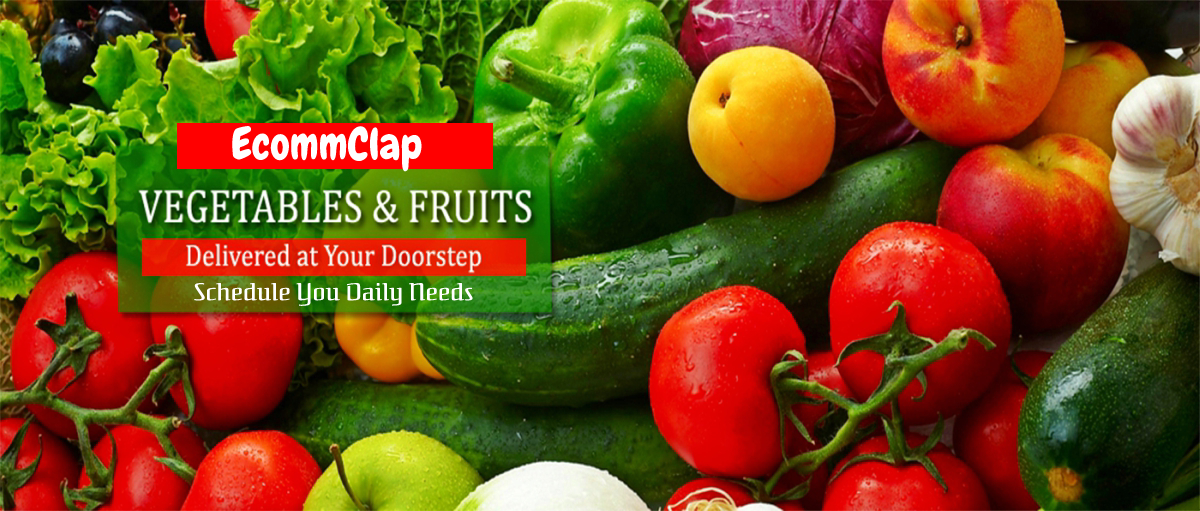 EcommClap
VEGETABLES & FRUITS
Delivered at Your Doorstep
Schedule You Daily Needs